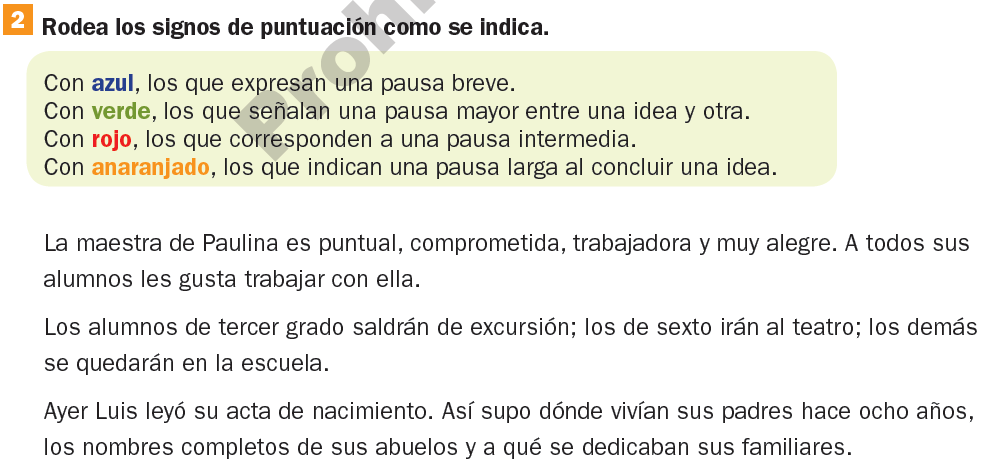 2 Rodea los signos de puntuación como se indica.
Con azul, los que expresan una pausa breve.
Con verde, los que señalan una pausa mayor entre una idea y otra.
Con rojo, los que corresponden a una pausa intermedia.
Con anaranjado, los que indican una pausa larga al concluir una idea.
La maestra de Paulina es puntual, comprometida, trabajadora y muy alegre. A todos sus
alumnos les gusta trabajar con ella.
Los alumnos de tercer grado saldrán de excursión; los de sexto irán al teatro; los demás
se quedarán en la escuela.
Ayer Luis leyó su acta de nacimiento. Así supo dónde vivían sus padres hace ocho años,
los nombres completos de sus abuelos y a qué se dedicaban sus familiares.